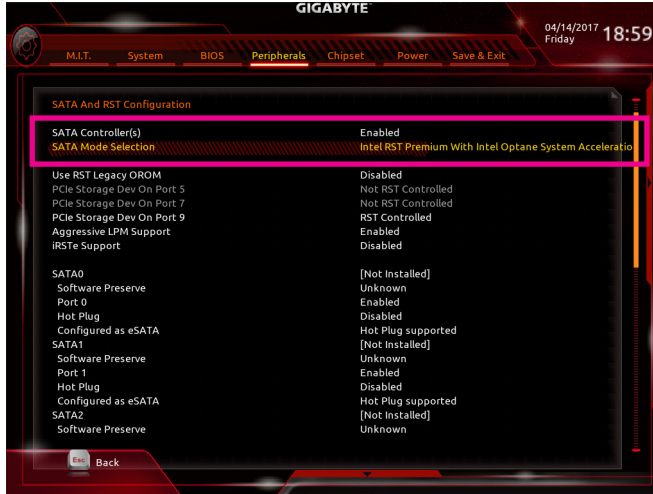 GIGABYTE
04/14/2017 Friday 18:59
M.I.T. System BIOS Peripherals Chipset Power Save & Exit
SATA And RST Configuration
SATA Controller(s) Enabled
SATA Mode Selection Intel RST Premium With Intel Optane System Acceleratio
Use RST Legacy OROM Disabled
PCIe Storage Dev On Port 5 Not RST Controlled
PCIe Storage Dev On Port 7 Not RST Controlled
PCIe Storage Dev On Port 9 RST Controlled
Aggressive LPM Support Enabled
iRSTe Support Disabled
SATA0 [Not Installed]
Software Preserve Unknown
Port 0 Enabled
Hot Plug Disabled
Configured as eSATA Hot Plug supported
SATA1 [Not Installed]
Software Preserve Unknown
Port 1 Enabled
Hot Plug Disabled
Configured as eSATA Hot Plug supported
SATA2 [Not Installed]
Software Preserve Unknown
Esc Back